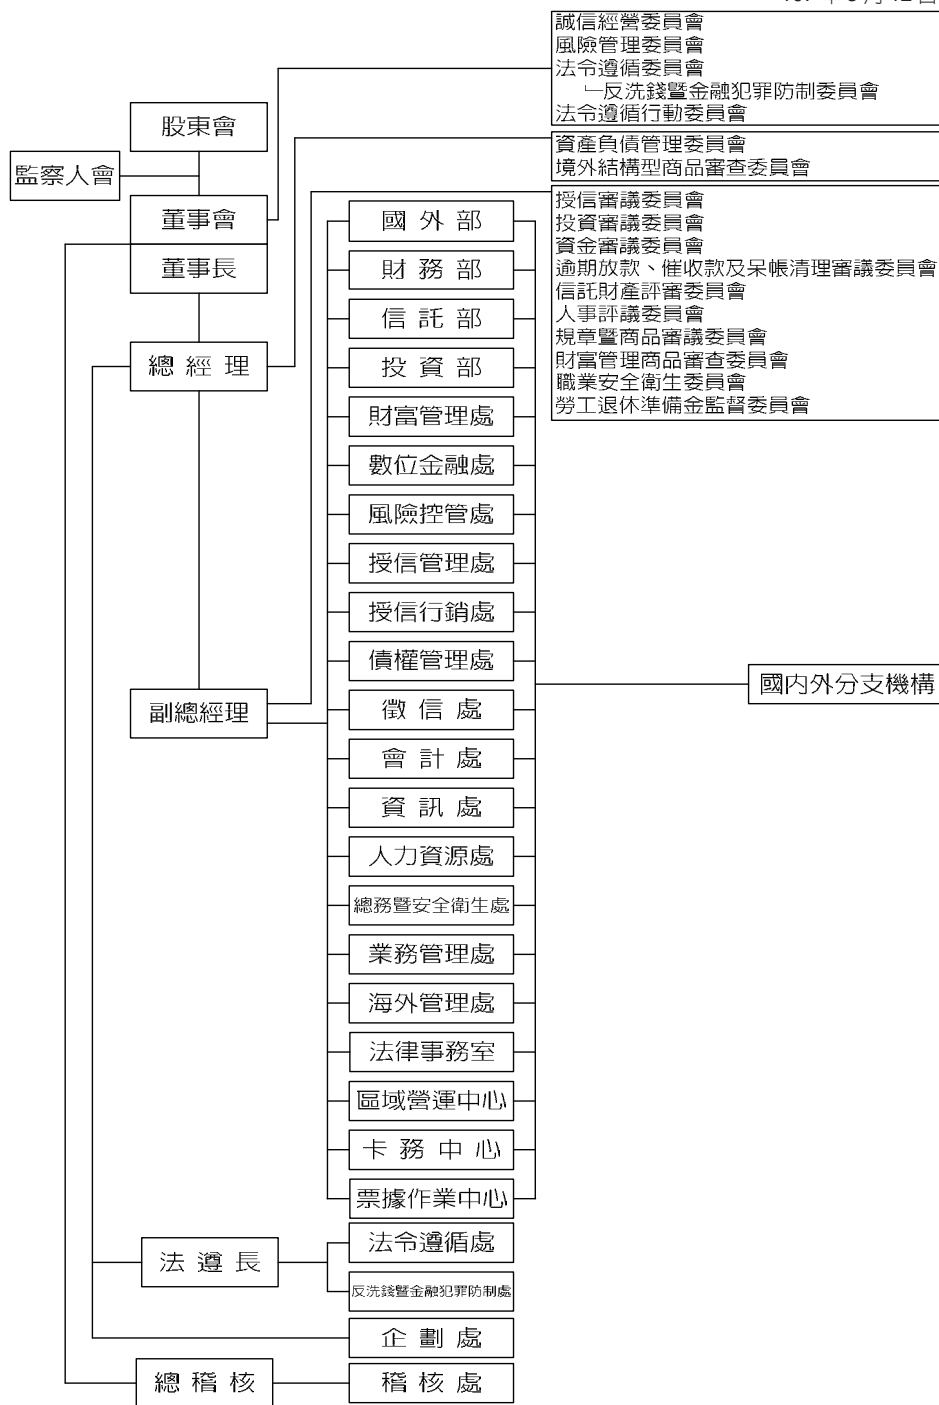 誠信經營委員會
風險管理委員會
法令遵循委員會
└反洗錢暨金融犯罪防制委員會
法令遵循行動委員會
資產負債管理委員會
境外結構型商品審查委員會
授信審議委員會
投資審議委員會
資金審議委員會
逾期放款、催收款及呆帳清理審議委員會
信託財產評審委員會
人事評議委員會
規章暨商品審議委員會
財富管理商品審查委員會
職業安全衛生委員會
勞工退休準備金監督委員會
股東會
監察人會
董事會
董事長
總經理
副總經理
國外部
財務部
信託部
投資部
財富管理處
數位金融處
風險控管處
授信管理處
授信行銷處
債權管理處
徵信處
會計處
資訊處
人力資源處
總務暨安全衛生處
業務管理處
海外管理處
法律事務室
區域營運中心
卡務中心
票據作業中心
國內外分支機構
法遵長
法令遵循處
反洗錢暨金融犯罪防制處
企劃處
總稽核
稽核處